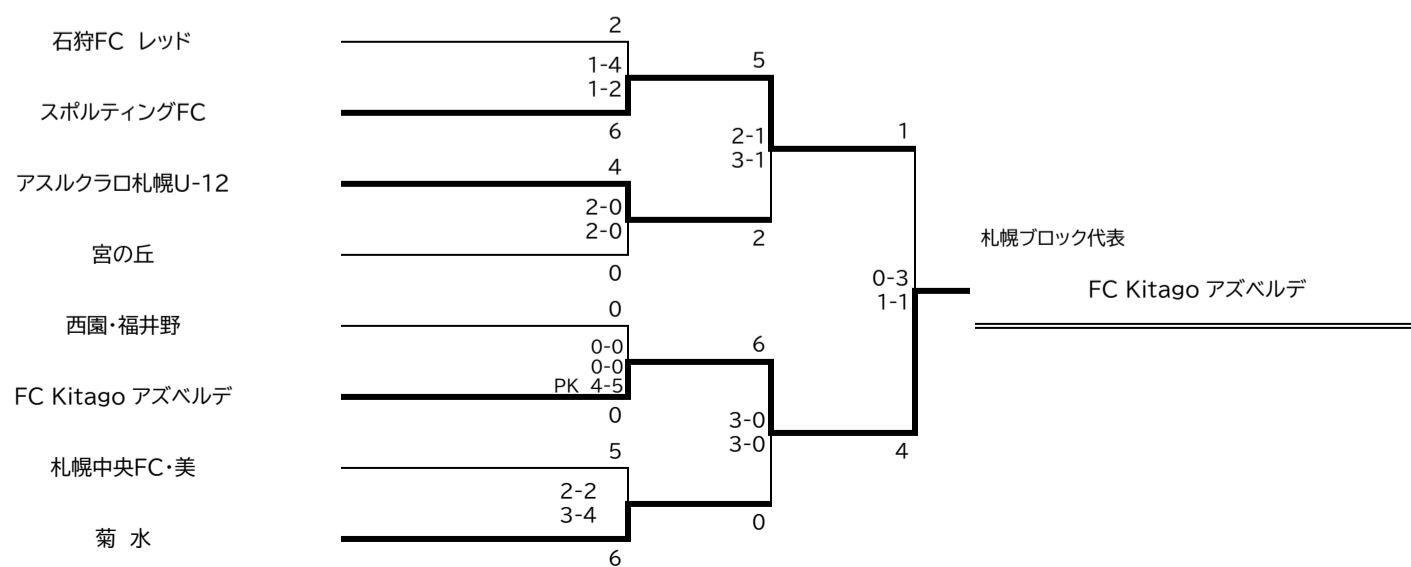 2
石狩FC レッド
1-4
1-2
5
スポルティングFC
6
2-1
3-1
1
4
アスルクラロ札幌U-12
2-0
2-0
2
宮の丘
0
札幌ブロック代表
0-3
1-1
FC Kitago アズベルデ
0
西園・福井野
0-0
0-0
PK 4-5
6
FC Kitago アズベルデ
0
3-0
3-0
4
5
札幌中央FC・美
2-2
3-4
0
菊 水
6